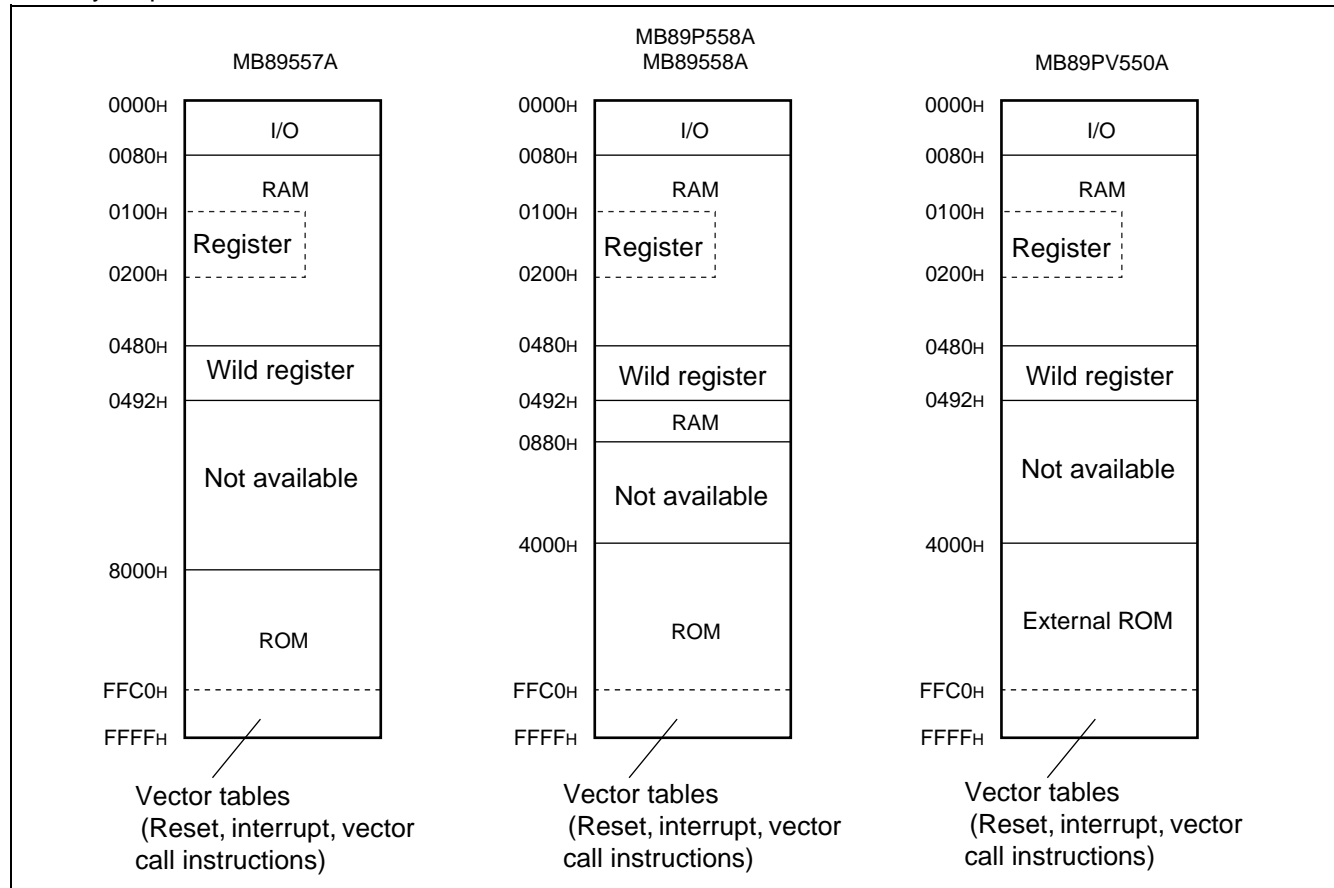 MB89557A
0000H
I/O
0080H
RAM
0100H
Register
0200H
0480H
Wild register
0492H
Not available
8000H
ROM
FFC0H
FFFFH
Vector tables
(Reset, interrupt, vector
call instructions)
MB89P558A
MB89558A
0000H
I/O
0080H
RAM
0100H
Register
0200H
0480H
Wild register
0492H
RAM
0880H
Not available
4000H
ROM
FFC0H
FFFFH
Vector tables
(Reset, interrupt, vector
call instructions)
MB89PV550A
0000H
I/O
0080H
RAM
0100H
Register
0200H
0480H
Wild register
0492H
Not available
4000H
External ROM
FFC0H
FFFFH
Vector tables
(Reset, interrupt, vector
call instructions)